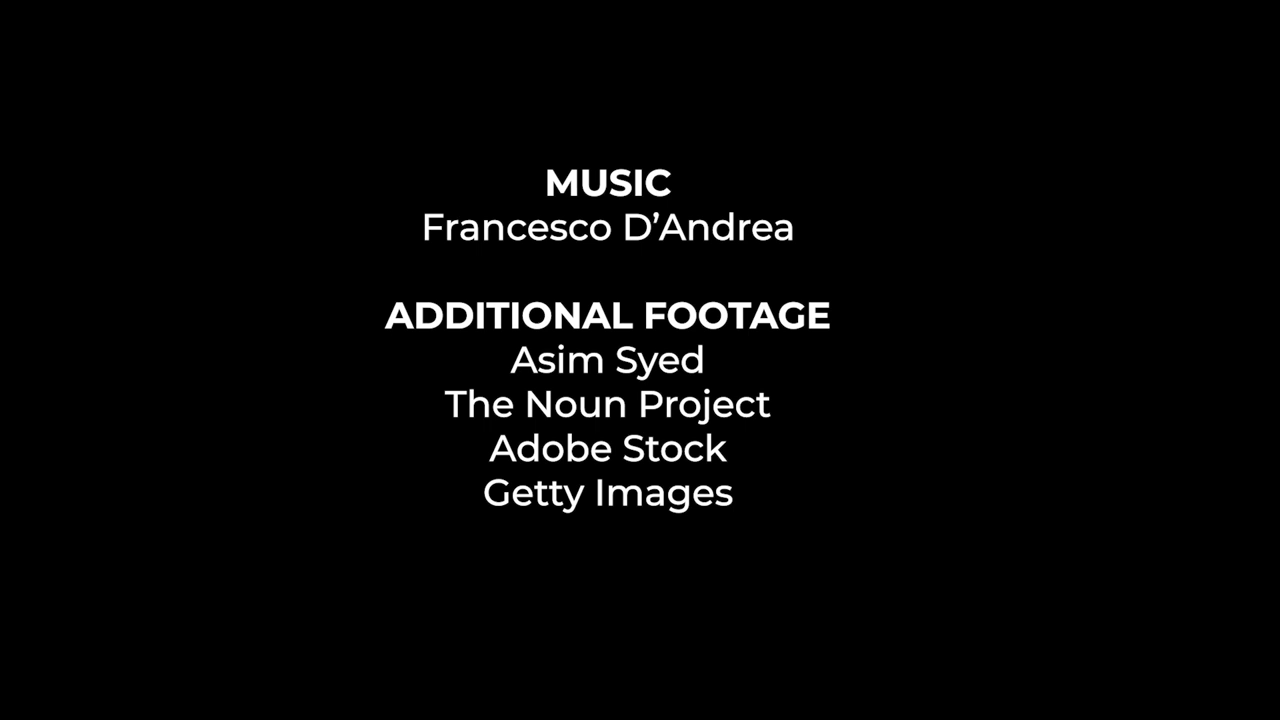 MUSIC
Francesco D’Andrea
ADDITIONAL FOOTAGE
Asim Syed
The Noun Project
Adobe Stock
Getty Images